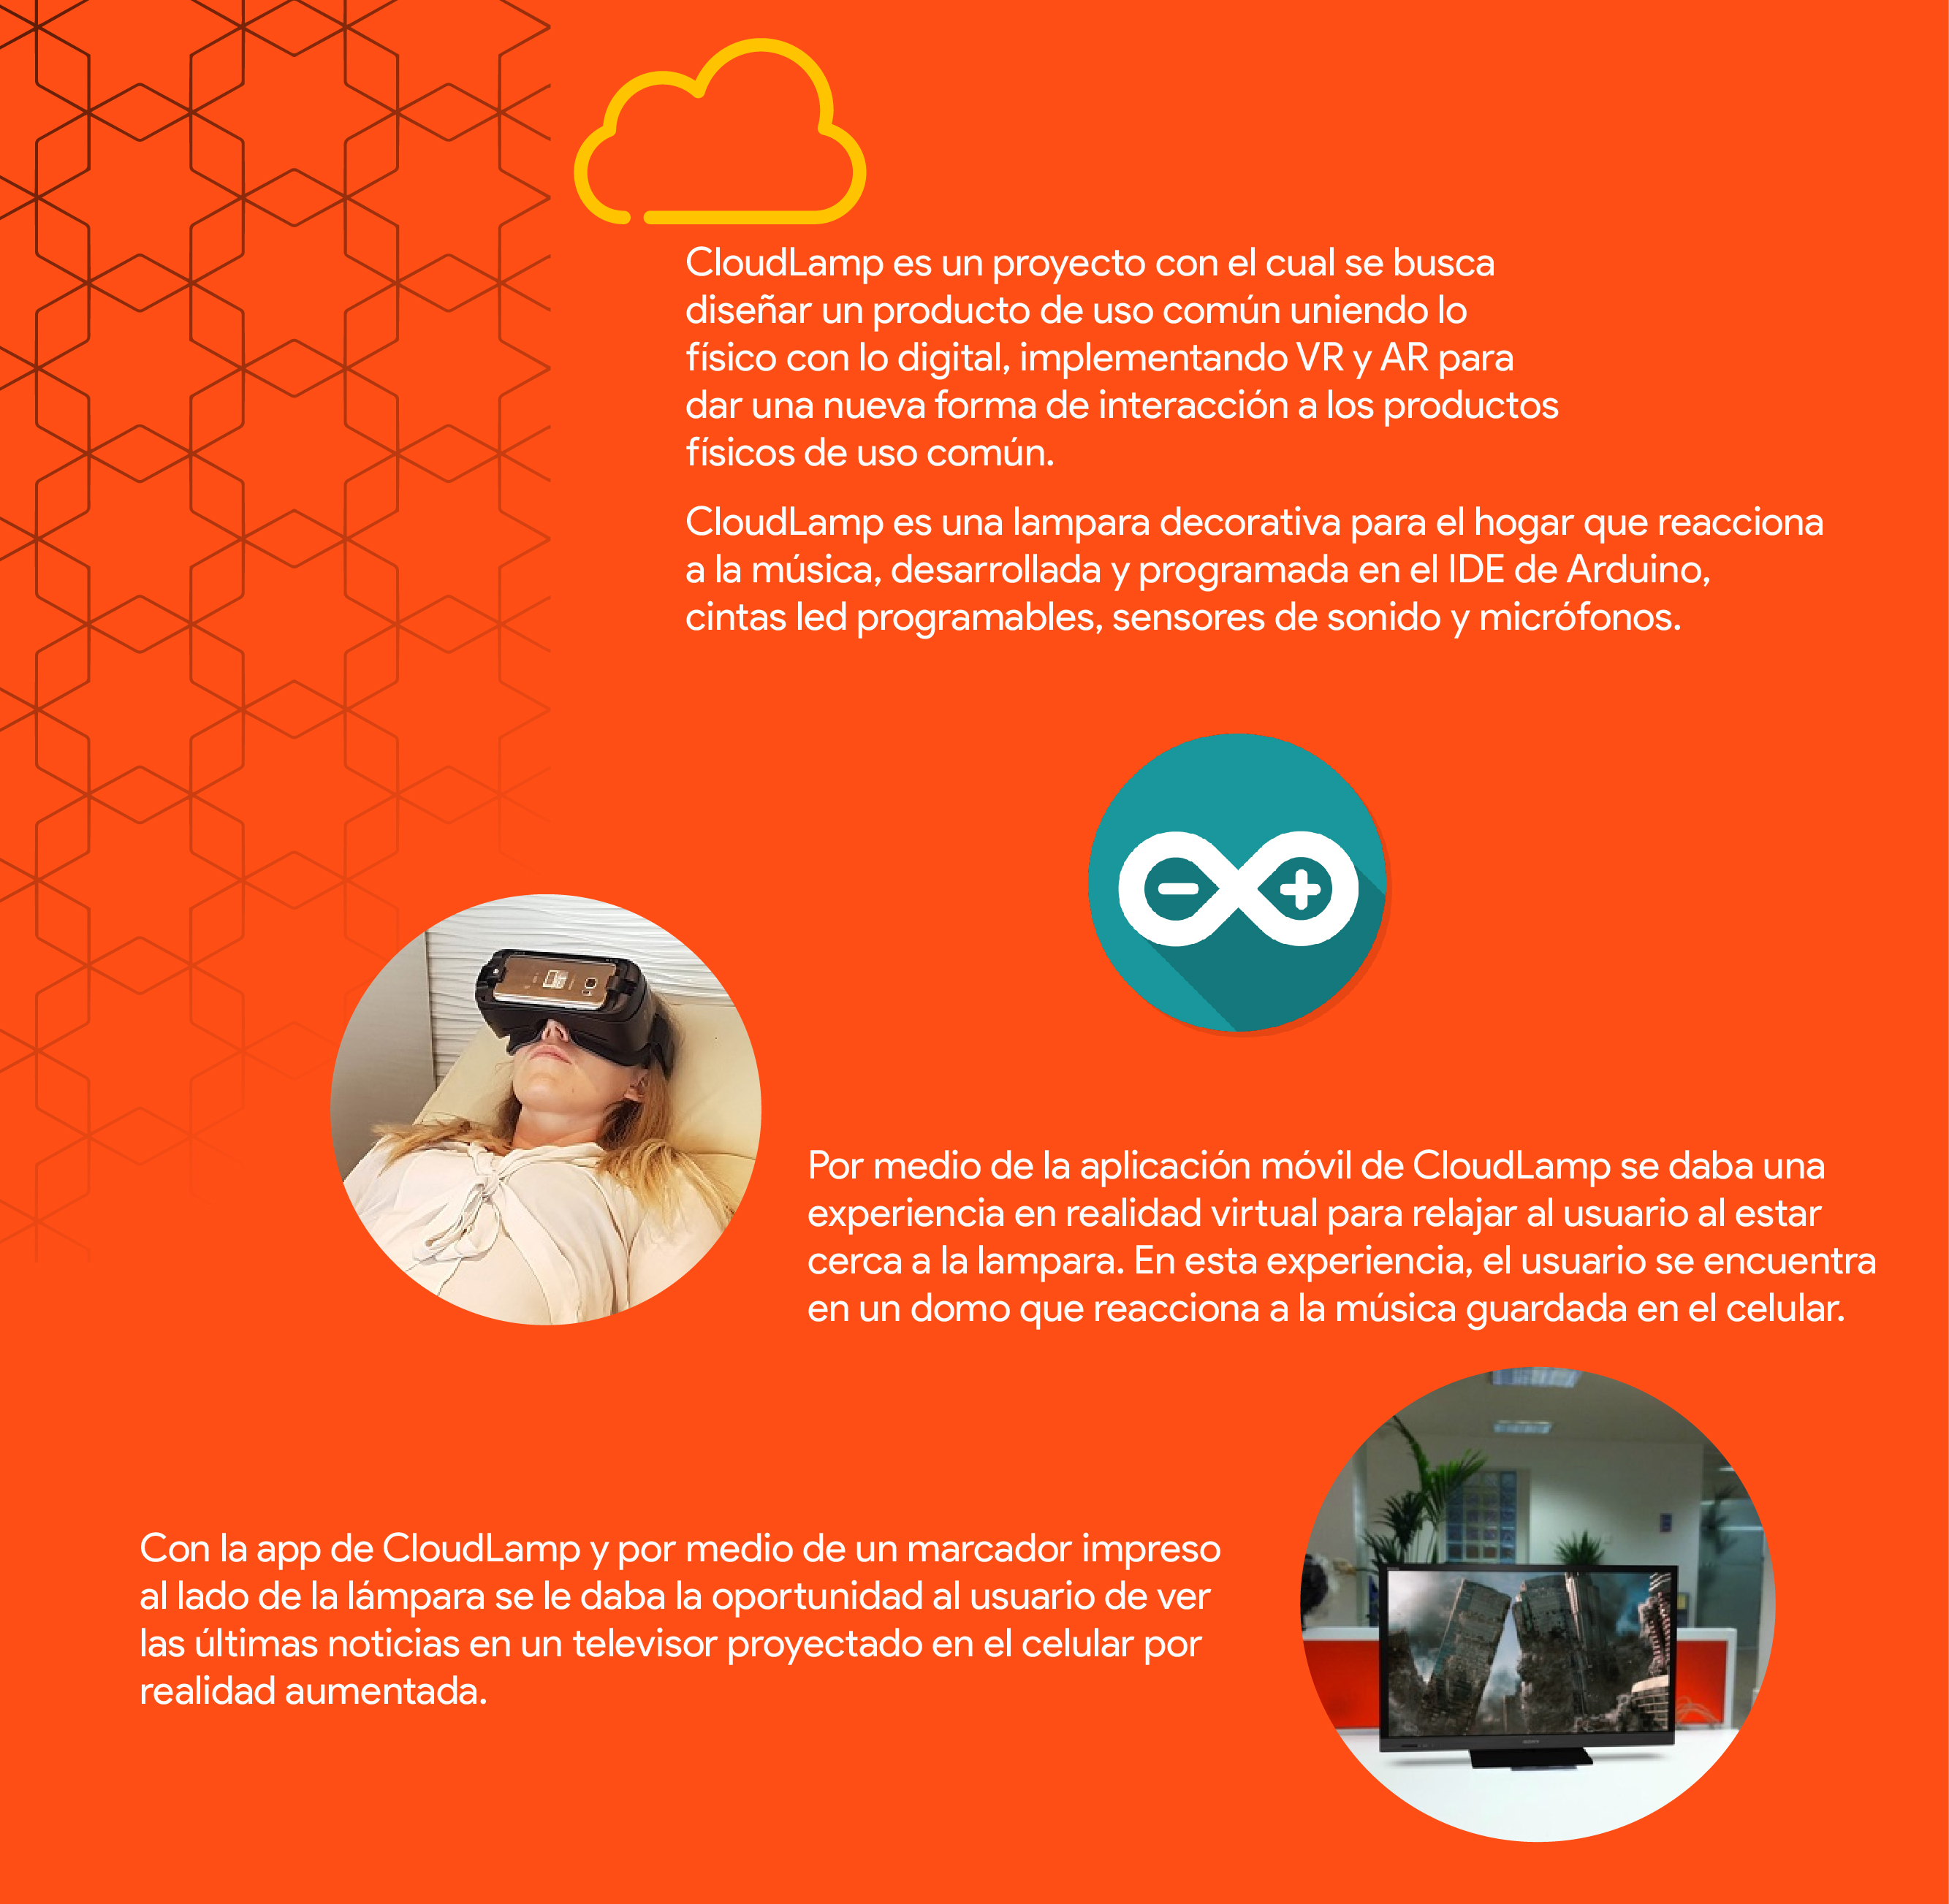 CloudLamp es un proyecto con el cual se busca
diseñar un producto de uso común uniendo lo
físico con lo digital, implementando VR y AR para
dar una nueva forma de interacción a los productos
físicos de uso común.
CloudLamp es una lampara decorativa para el hogar que reacciona
a la música, desarrollada y programada en el IDE de Arduino,
cintas led programables, sensores de sonido y micrófonos.
Por medio de la aplicación móvil de CloudLamp se daba una
experiencia en realidad virtual para relajar al usuario al estar
cerca a la lampara. En esta experiencia, el usuario se encuentra
en un domo que reacciona a la música guardada en el celular.
Con la app de CloudLamp y por medio de un marcador impreso
al lado de la lámpara se le daba la oportunidad al usuario de ver
las últimas noticias en un televisor proyectado en el celular por
realidad aumentada.